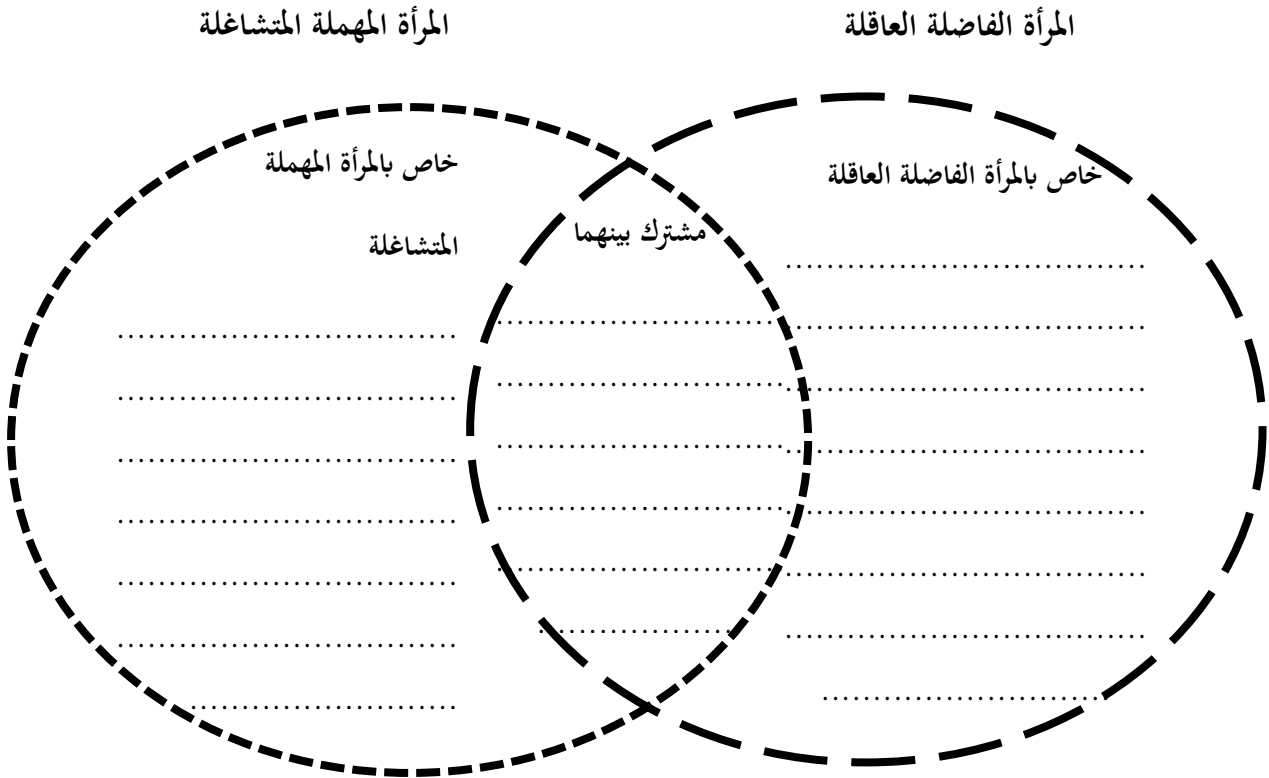 المرأة الفاضلة العاقلة
المرأة المهملة المتشاغلة
خاص بالمرأة الفاضلة العاقلة
مشترك بينهما
خاص بالمرأة المهملة
المتشاغلة